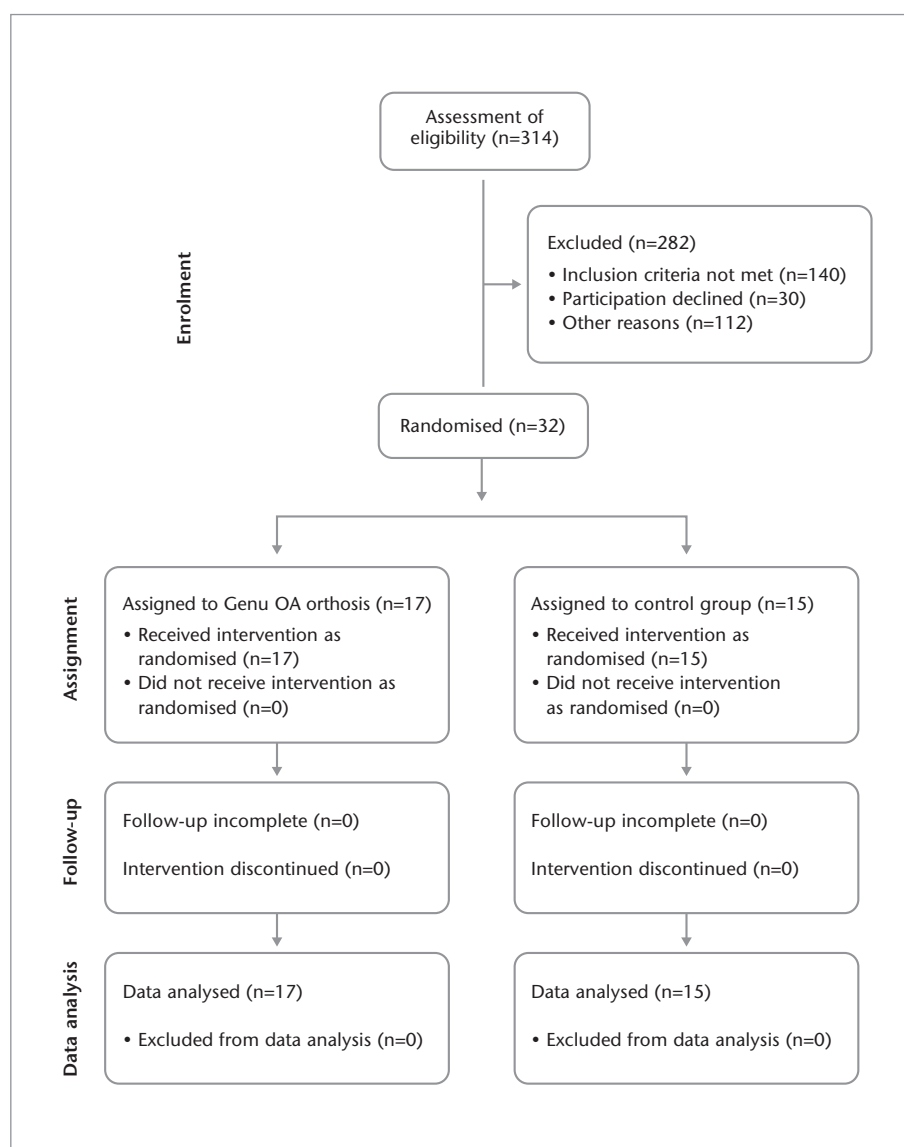 Assessment of
eligibility (n=314)
Enrolment
Excluded (n=282)
• Inclusion criteria not met (n=140)
• Participation declined (n=30)
• Other reasons (n=112)
Randomised (n=32)
Assignment
Assigned to Genu OA orthosis (n=17)
• Received intervention as
randomised (n=17)
• Did not receive intervention as
randomised (n=0)
Assigned to control group (n=15)
• Received intervention as
randomised (n=15)
• Did not receive intervention
as randomised (n=0)
Follow-up
Follow-up incomplete (n=0)
Intervention discontinued (n=0)
Follow-up incomplete (n=0)
Intervention discontinued (n=0)
Data analysis
Data analysed (n=17)
• Excluded from data analysis (n=0)
Data analysed (n=15)
• Excluded from data analysis (n=0)